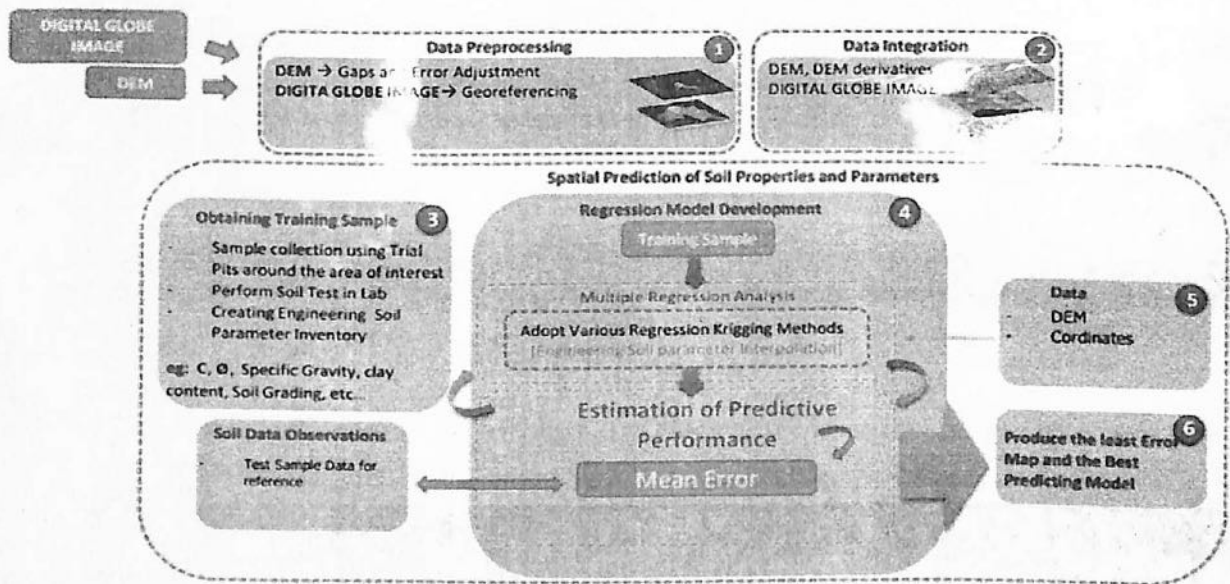 DIGITAL GLOBE
IMAGE
DEM
Data Preprocessing
1
DEM → Gaps an Error Adjustment
DIGITA GLOBE IMAGE→ Georeferencing
Data Integration
2
DEM, DEM derivatives
DIGITAL GLOBE IMAGE
Spatial Prediction of Soil Properties and Parameters
Obtaining Training Sample
3
- Sample collection using Trial
Pits around the area of interest
- Perform Soil Test in Lab
- Creating Engineering Soil
Parameter Inventory
eg: C, Ø, Specific Gravity, clay
content, Soil Grading, etc...
Soil Data Observations
- Test Sample Data for
reference
Regression Model Development
4
Training Sample
Multiple Regression Analysis
Adopt Various Regression Krigging Methods
[Engineering Soil parameter Interpolation]
Estimation of Predictive
Performance
Mean Error
Data
5
- DEM
- Cordinates
6
Produce the least Error
Map and the Best
Predicting Model